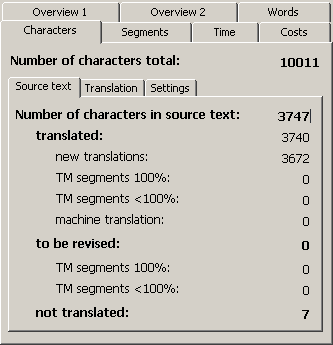 Overview 1 Overview 2 Words
Characters Segments Time Costs
Number of characters total: 10011
Source text Translation Settings
Number of characters in source text: 3747
translated: 3740
new translations: 3672
TM segments 100%: 0
TM segments <100%: 0
machine translation: 0
to be revised: 0
TM segments 100%: 0
TM segments <100%: 0
not translated: 7